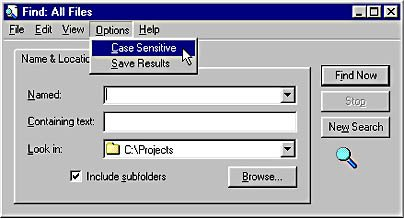 Find: All Files
File Edit View Options Help
Case Sensitive
Save Results
Name & Locatio
Find Now
Named:
Stop
Containing text:
New Search
Look in: C:\Projects
Include subfolders Browse...